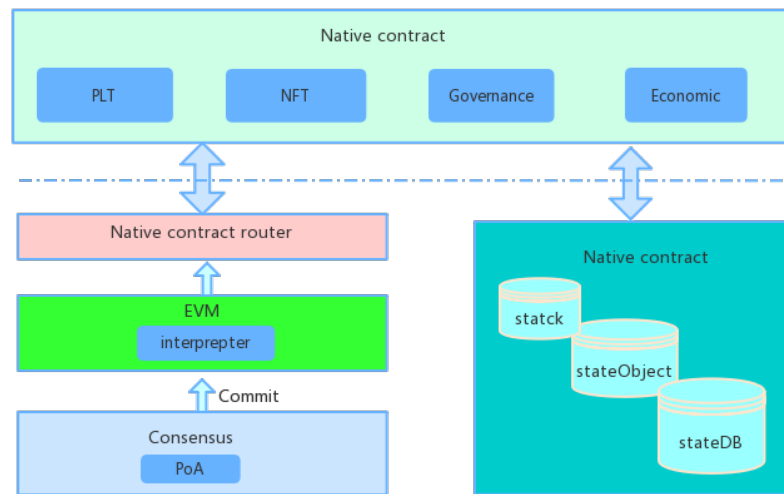 Native contract
PLT
NFT
Governance
Economic
Native contract router
EVM
interprepter
Commit
Consensus
PoA
Native contract
statck
stateObject
stateDB